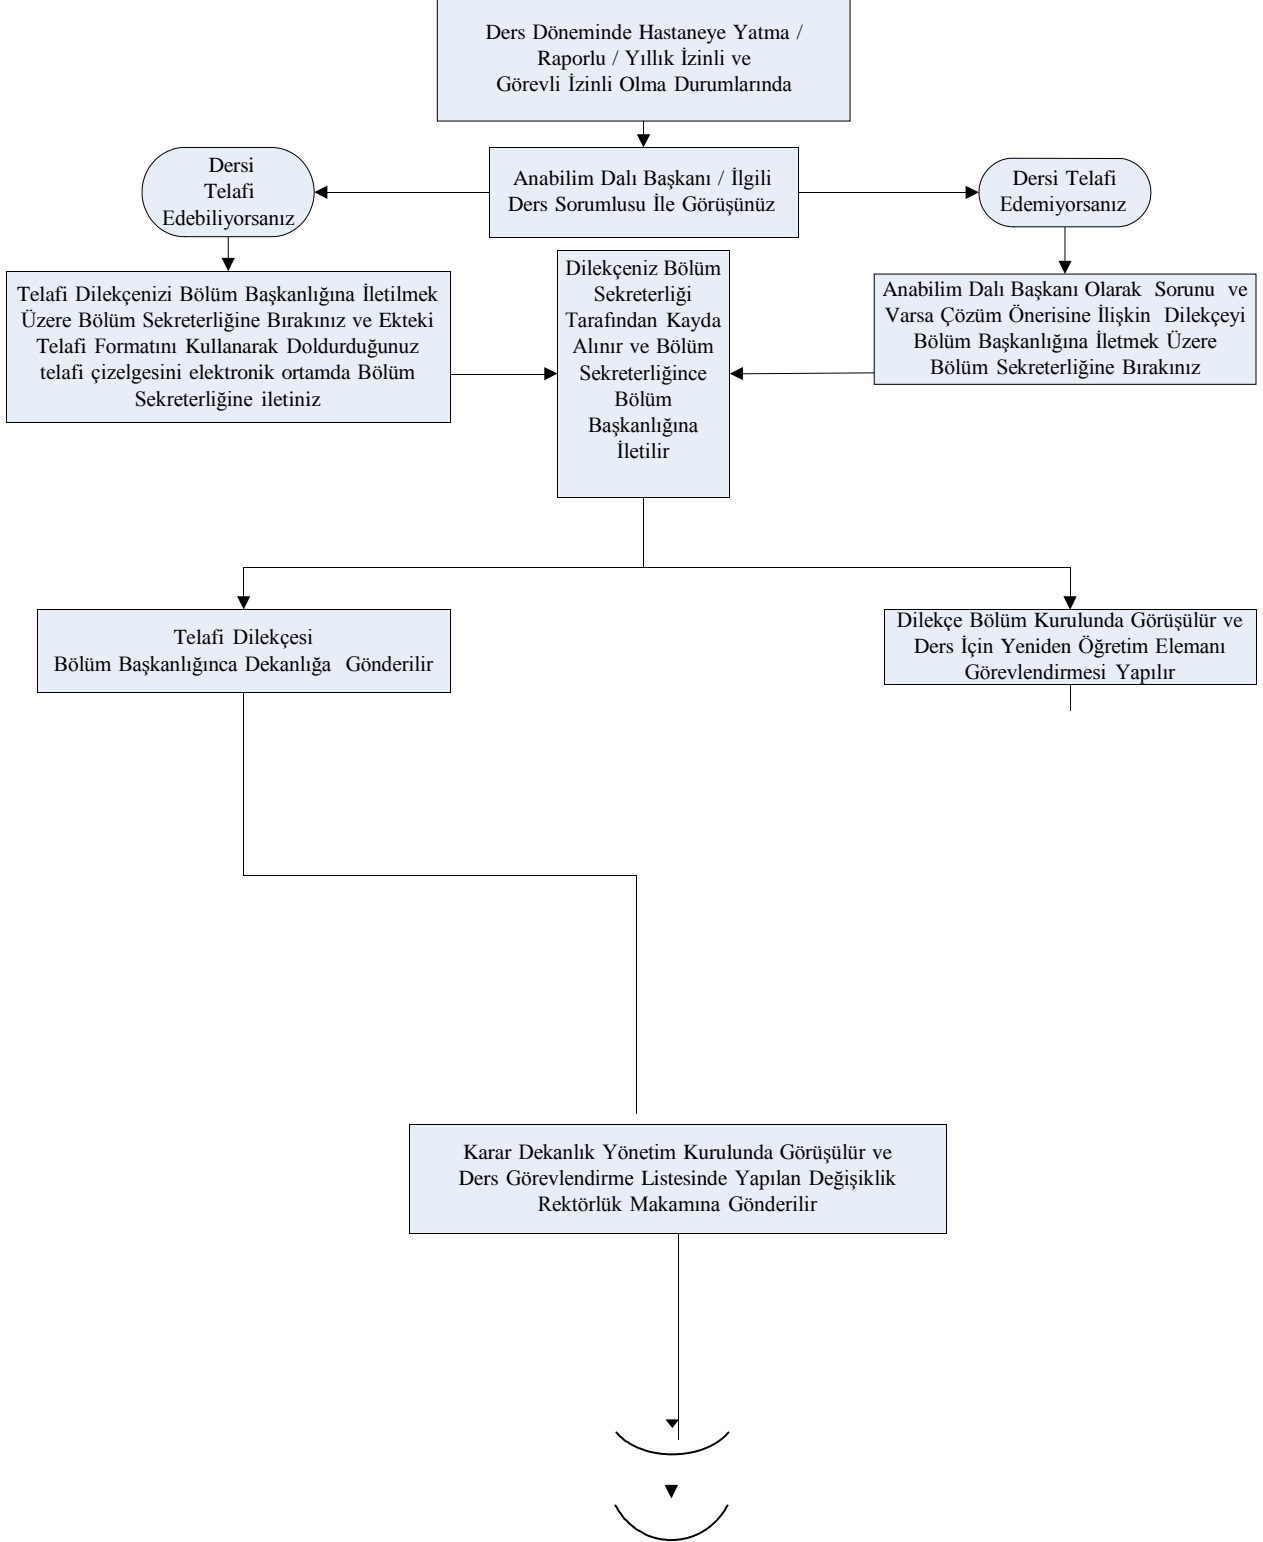 Ders Döneminde Hastaneye Yatma /
Raporlu / Yıllık İzinli ve
Görevli İzinli Olma Durumlarında
Anabilim Dalı Başkanı / İlgili
Ders Sorumlusu İle Görüşünüz
Dersi
Telafi
Edebiliyorsanız
Dersi Telafi
Edemiyorsanız
Telafi Dilekçenizi Bölüm Başkanlığına İletilmek
Üzere Bölüm Sekreterliğine Bırakınız ve Ekteki
Telafi Formatını Kullanarak Doldurduğunuz
telafi çizelgesini elektronik ortamda Bölüm
Sekreterliğine iletiniz
Dilekçeniz Bölüm
Sekreterliği
Tarafından Kayda
Alınır ve Bölüm
Sekreterliğince
Bölüm
Başkanlığına
İletilir
Anabilim Dalı Başkanı Olarak Sorunu ve
Varsa Çözüm Önerisine İlişkin Dilekçeyi
Bölüm Başkanlığına İletmek Üzere
Bölüm Sekreterliğine Bırakınız
Telafi Dilekçesi
Bölüm Başkanlığınca Dekanlığa Gönderilir
Dilekçe Bölüm Kurulunda Görüşülür ve
Ders İçin Yeniden Öğretim Elemanı
Görevlendirmesi Yapılır
Karar Dekanlık Yönetim Kurulunda Görüşülür ve
Ders Görevlendirme Listesinde Yapılan Değişiklik
Rektörlük Makamına Gönderilir